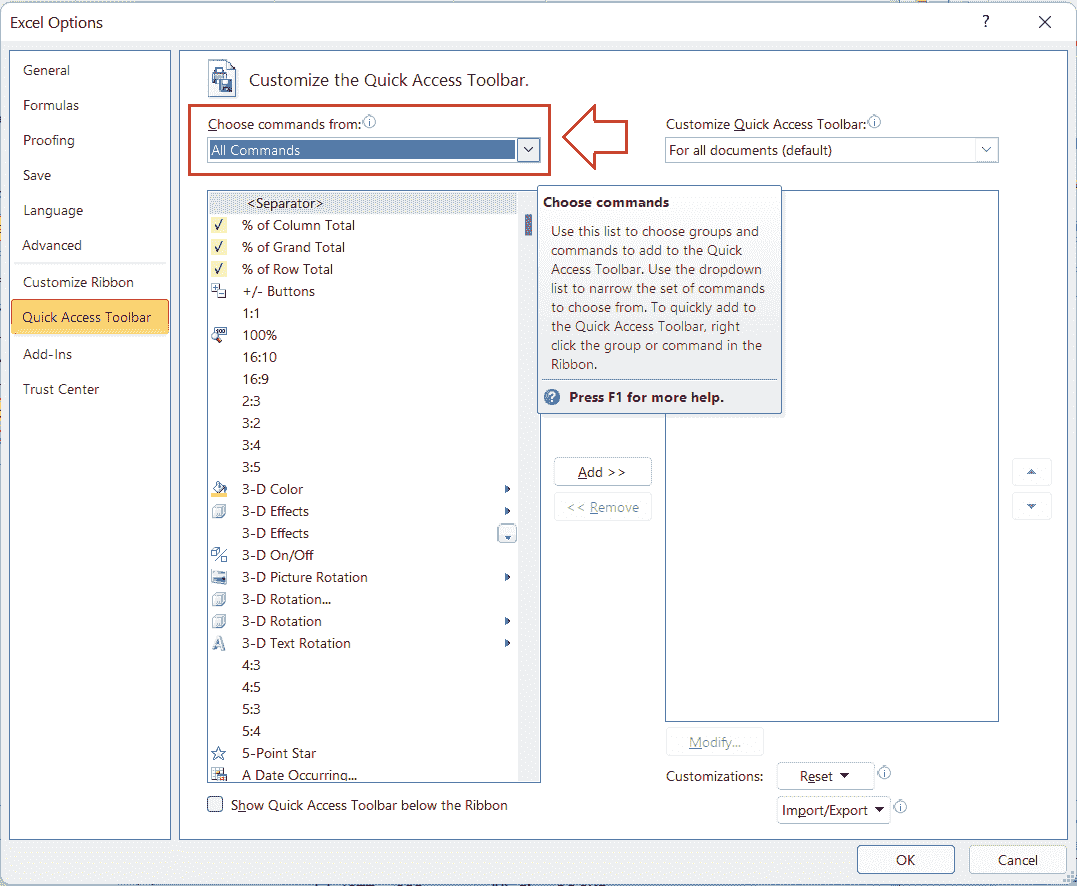 Excel Options
?
General
Formulas
Proofing
Save
Language
Advanced
Customize Ribbon
Quick Access Toolbar
Add-Ins
Trust Center
Customize the Quick Access Toolbar.
Choose commands from:
All Commands
<Separator>
% of Column Total
% of Grand Total
% of Row Total
+/- Buttons
1:1
100%
16:10
16:9
2:3
3:2
3:4
3:5
3-D Color
3-D Effects
3-D Effects
3-D On/Off
3-D Picture Rotation
3-D Rotation...
3-D Rotation
3-D Text Rotation
4:3
4:5
5:3
5:4
5-Point Star
A Date Occurring...
Show Quick Access Toolbar below the Ribbon
Choose commands
Use this list to choose groups and
commands to add to the Quick
Access Toolbar. Use the dropdown
list to narrow the set of commands
to choose from. To quickly add to
the Quick Access Toolbar, right
click the group or command in the
Ribbon.
? Press F1 for more help.
Add >>
<< Remove
Customize Quick Access Toolbar:
For all documents (default)
Modify...
Customizations:
Reset
Import/Export
OK
Cancel